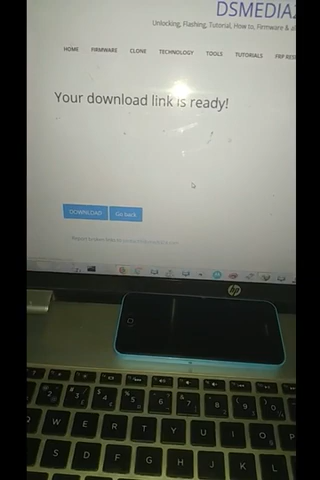 DSMEDIA2
Unlocking, Flashing, Tutorial, How to, Firmware &
HOME FIRMWARE CLONE TECHNOLOGY TOOLS TUTORIALS FRP RES
Your download link is ready!
DOWNLOAD Go back
hp
W E R T Y U I O P
S D F G H J K L